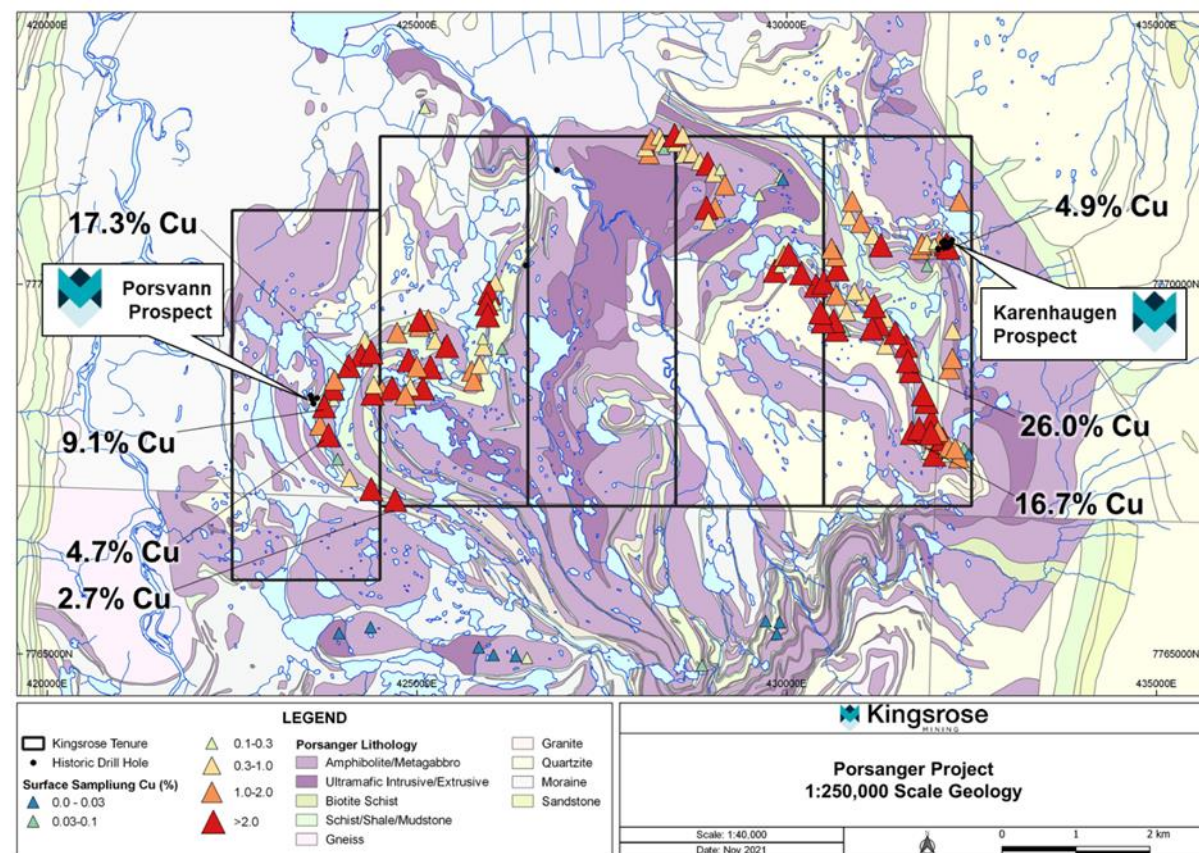 420000E
425000E
430000E
435000E
17.3% Cu
4.9% Cu
Porsvann
Prospect
7770000N
Karenhaugen
Prospect
9.1% Cu
26.0% Cu
16.7% Cu
4.7% Cu
2.7% Cu
7765000N
7765000N
420000E
425000E
430000E
435000E
LEGEND
Kingsrose Tenure
Historic Drill Hole
Surface Sampliung Cu (%)
0.0 - 0.03
0.03-0.1
0.1-0.3
0.3-1.0
1.0-2.0
>2.0
Porsanger Lithology
Amphibolite/Metagabbro
Ultramafic Intrusive/Extrusive
Biotite Schist
Schist/Shale/Mudstone
Gneiss
Granite
Quartzite
Moraine
Sandstone
Kingsrose
MINING
Porsanger Project
1:250,000 Scale Geology
Scale: 1:40,000
Date: Nov 2021
0 1 2 km